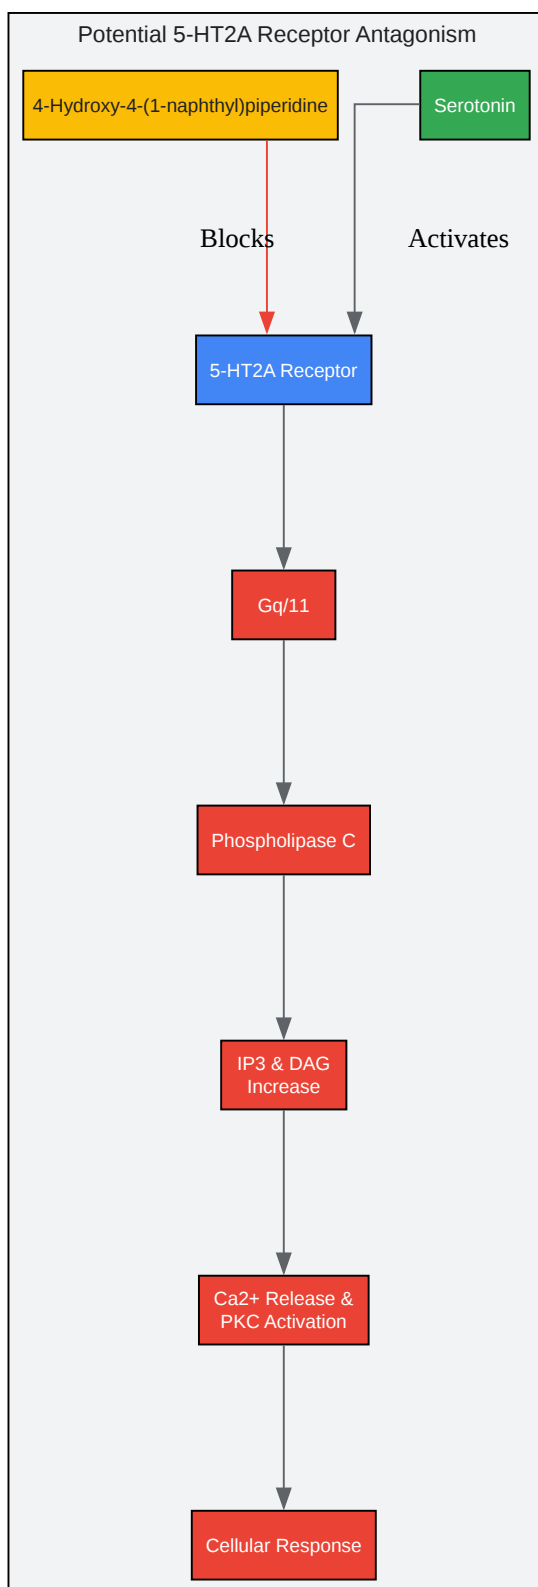 Potential 5-HT2A Receptor Antagonism
4-Hydroxy-4-(1-naphthyl)piperidine
Serotonin
Blocks
Activates
5-HT2A Receptor
Gq/11
Phospholipase C
IP3 & DAG
Increase
Ca2+ Release &
PKC Activation
Cellular Response